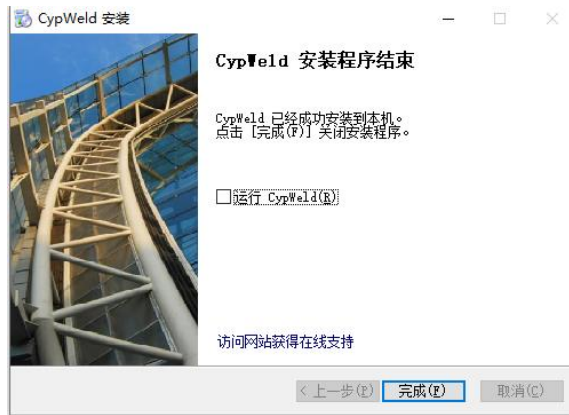 CypWeld 安装
CypWeld 安装程序结束
CypWeld 已经成功安装到本机。
点击 [完成(F)] 关闭安装程序。
运行 CypWeld(R)
访问网站获得在线支持
< 上一步(P) 完成(F) 取消(C)